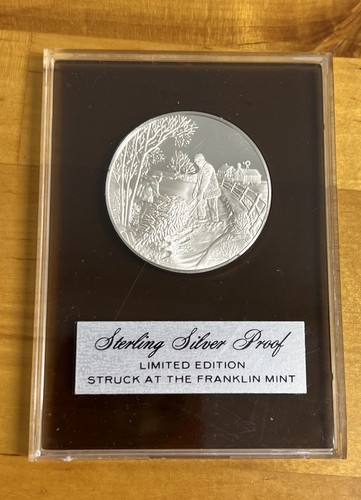 Sterling Silver Proof
LIMITED EDITION
STRUCK AT THE FRANKLIN MINT